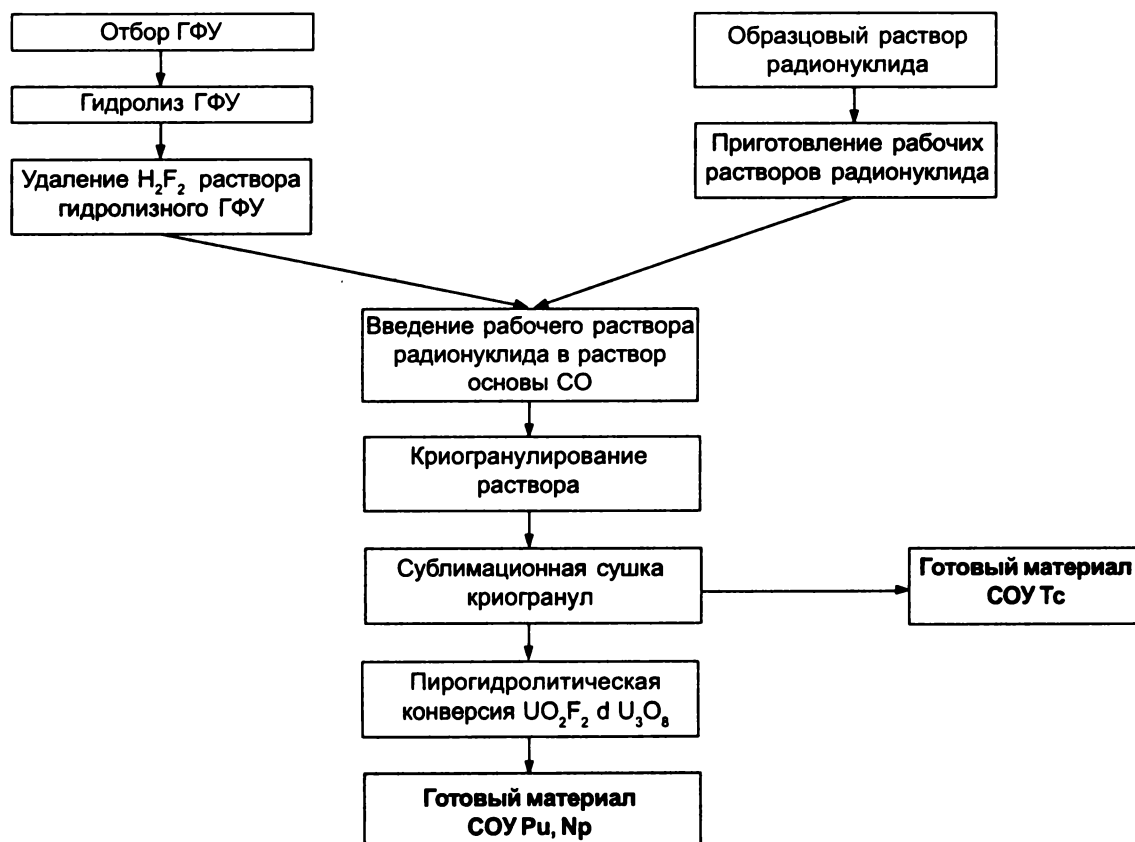 Отбор ГФУ
Гидролиз ГФУ
Удаление H₂F₂ раствора
гидролизного ГФУ
Образцовый раствор
радионуклида
Приготовление рабочих
растворов радионуклида
Введение рабочего раствора
радионуклида в раствор
основы СО
Криогранулирование
раствора
Сублимационная сушка
криогранул
Готовый материал
СОУ Тс
Пирогидролитическая
конверсия UO₂F₂ d U₃O₈
Готовый материал
СОУ Pu, Np